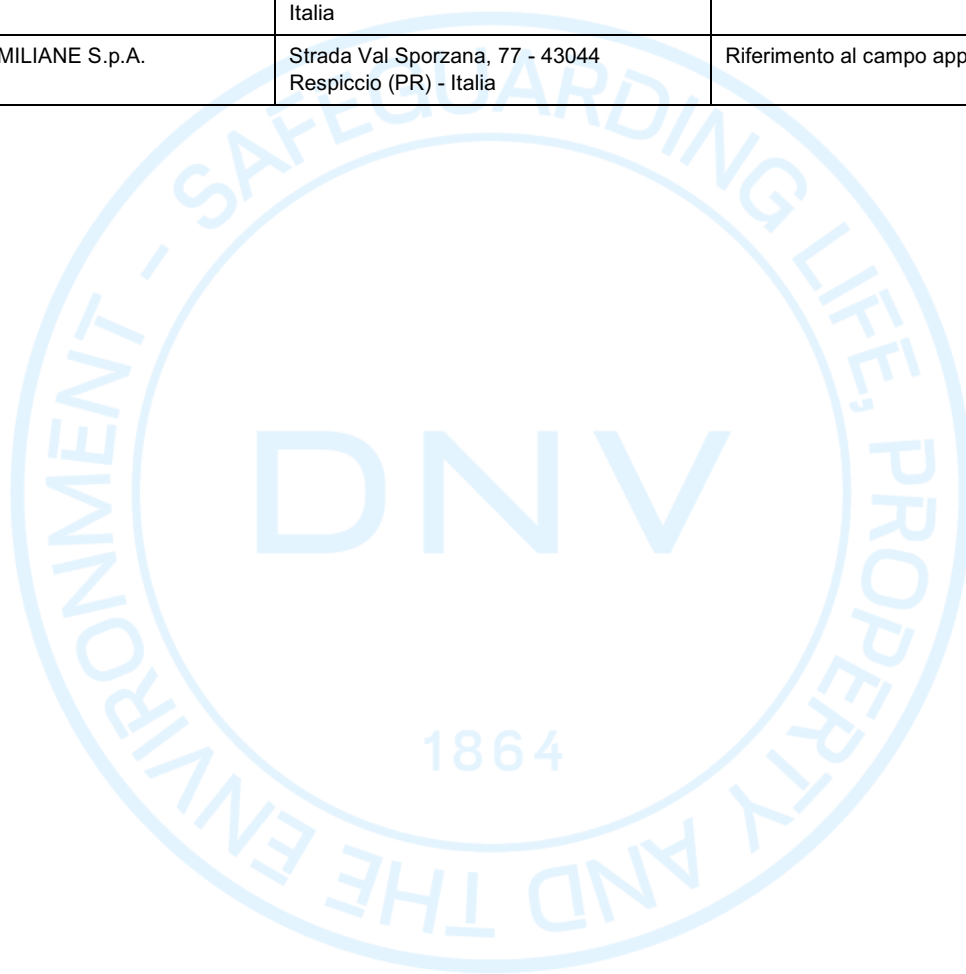 Italia
MILIANE S.p.A.
Strada Val Sporzana, 77 - 43044
Respiccio (PR) - Italia
Riferimento al campo app
SAFEGUARDING LIFE, PROPERTY AND THE ENVIRONMENT -
DNV
1864